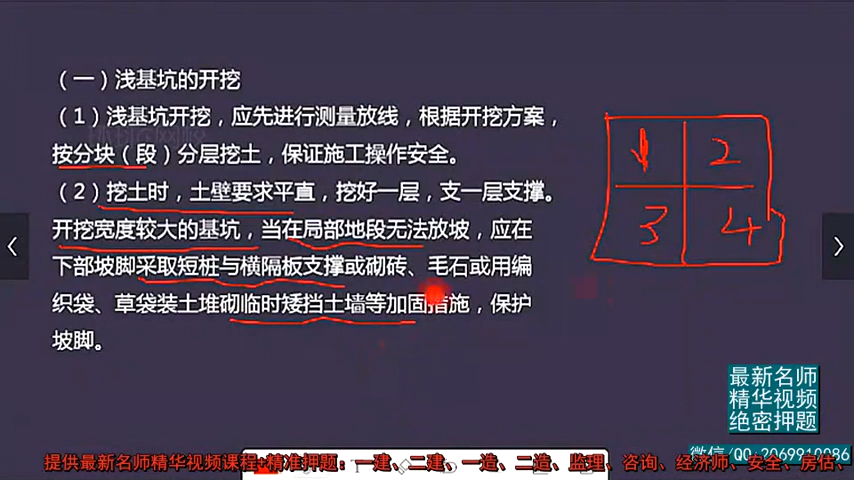 （一）浅基坑的开挖
（1）浅基坑开挖，应先进行测量放线，根据开挖方案，
按分块（段）分层挖土，保证施工操作安全。
（2）挖土时，土壁要求平直，挖好一层，支一层支撑。
开挖宽度较大的基坑，当在局部地段无法放坡，应在
下部坡脚采取短桩与横隔板支撑或砌砖、毛石或用编
织袋、草袋装土堆砌临时矮挡土墙等加固措施，保护
坡脚。
1 2
3 4
最新名师
精华视频
绝密押题
微信/QQ:2069910086
提供最新名师精华视频课程+精准押题：一建、二建、一造、二造、监理、咨询、经济师、安全、房估、